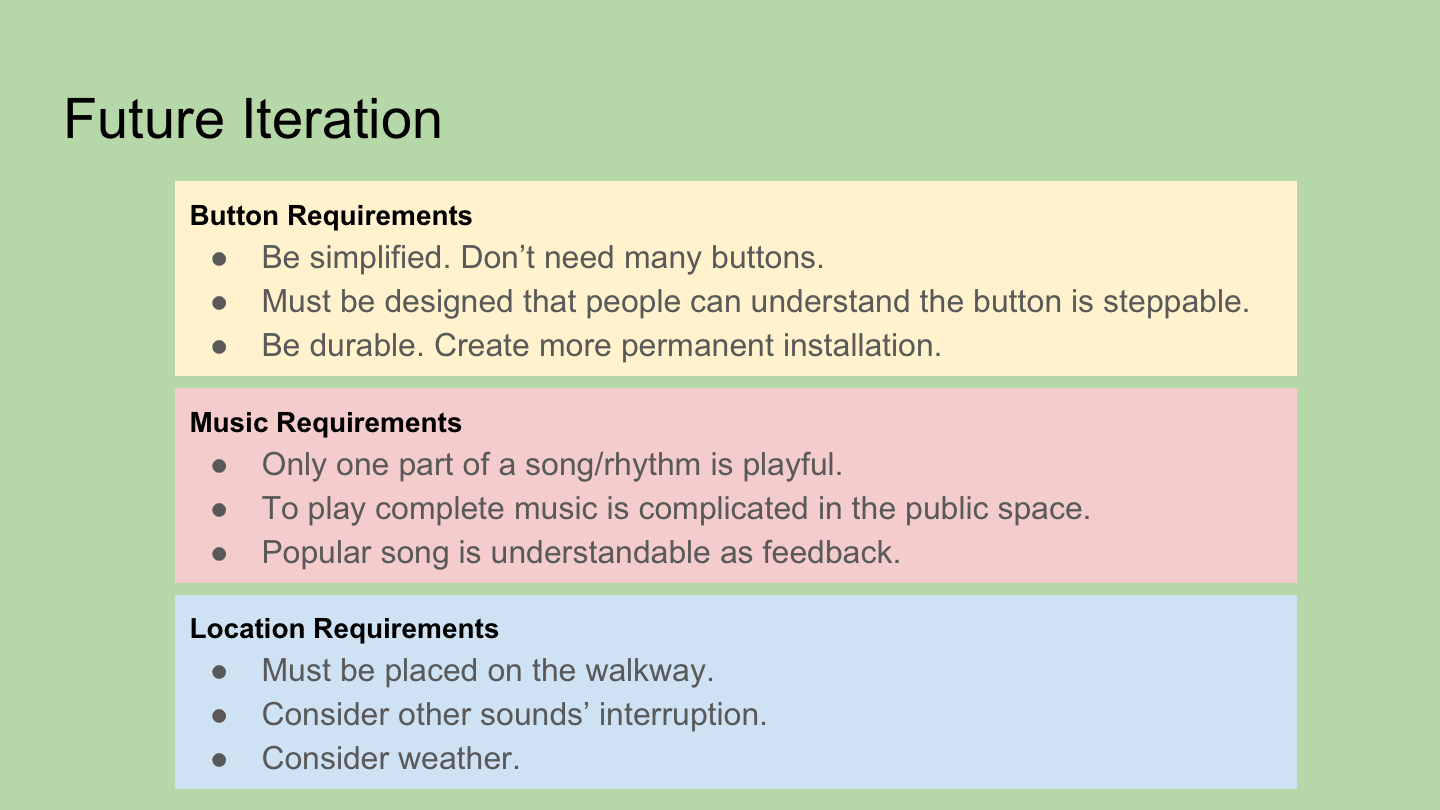 Future Iteration
Button Requirements
● Be simplified. Don’t need many buttons.
● Must be designed that people can understand the button is steppable.
● Be durable. Create more permanent installation.
Music Requirements
● Only one part of a song/rhythm is playful.
● To play complete music is complicated in the public space.
● Popular song is understandable as feedback.
Location Requirements
● Must be placed on the walkway.
● Consider other sounds’ interruption.
● Consider weather.